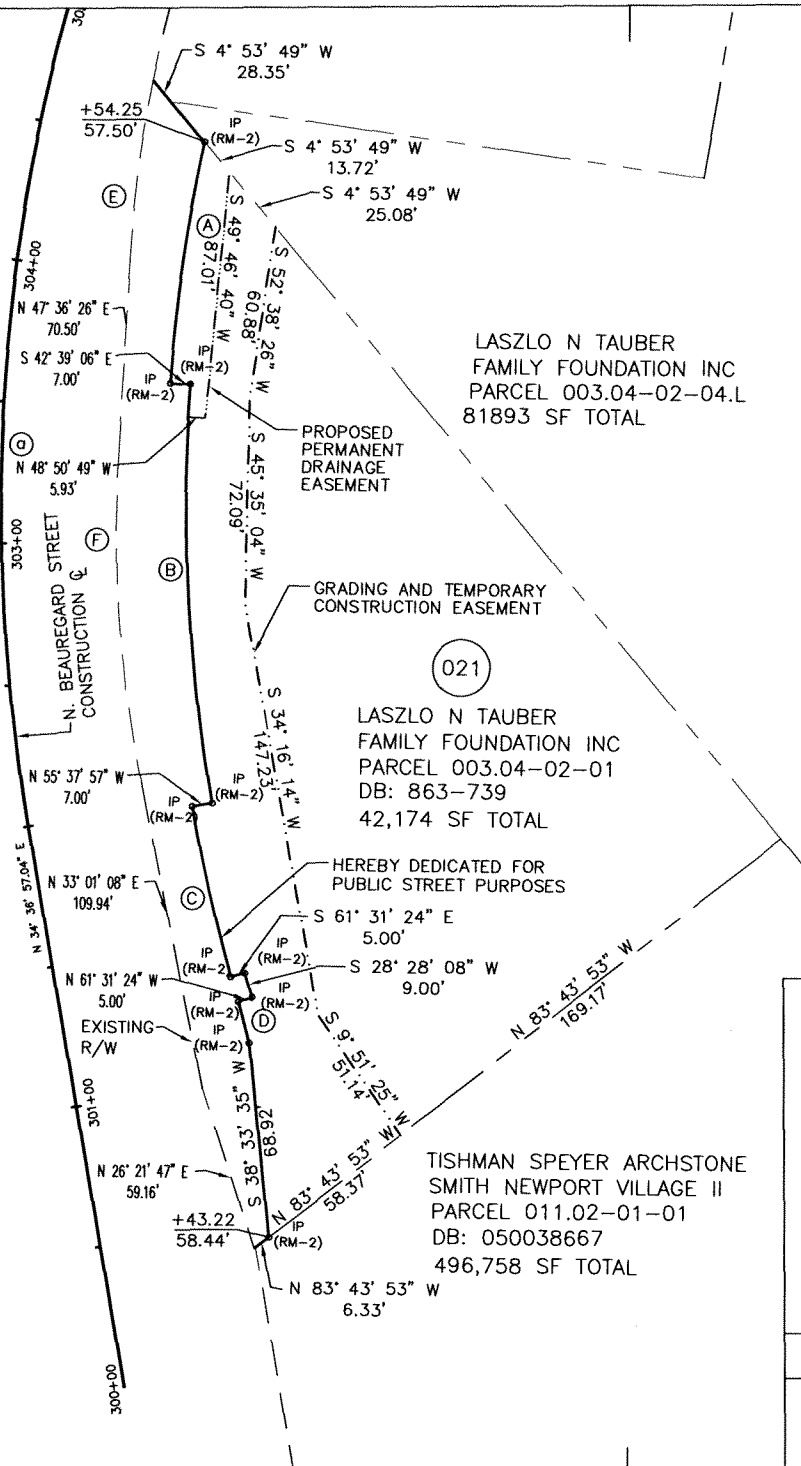 30
S 4° 53' 49" W
28.35'
+54.25
57.50'
IP
(RM-2)
S 4° 53' 49" W
13.72'
S 4° 53' 49" W
25.08'
E
A
S 49° 46' 40" W
87.01'
S 52° 38' 26" W
60.88'
304+00
N 47° 36' 26" E
70.50'
S 42° 39' 06" E
7.00'
IP
(RM-2)
IP
(RM-2)
LASZLO N TAUBER
FAMILY FOUNDATION INC
PARCEL 003.04-02-04.L
81893 SF TOTAL
PROPOSED
PERMANENT
DRAINAGE
EASEMENT
a
N 48° 50' 49" W
5.93'
S 45° 35' 04" W
72.09'
303+00
F
B
N. BEAUREGARD STREET
CONSTRUCTION ℄
GRADING AND TEMPORARY
CONSTRUCTION EASEMENT
021
LASZLO N TAUBER
FAMILY FOUNDATION INC
PARCEL 003.04-02-01
DB: 863-739
42,174 SF TOTAL
S 34° 16' 14" W
147.23'
N 55° 37' 57" W
7.00'
IP
(RM-2)
IP
(RM-2)
N 34° 36' 57.04" E
N 33° 01' 08" E
109.94'
C
HEREBY DEDICATED FOR
PUBLIC STREET PURPOSES
S 61° 31' 24" E
5.00'
IP
(RM-2)
IP
(RM-2)
S 28° 28' 08" W
9.00'
N 61° 31' 24" W
5.00'
IP
(RM-2)
IP
(RM-2)
D
EXISTING
R/W
IP
(RM-2)
N 83° 43' 53" W
169.17'
S 9° 51' 25" W
51.14'
301+00
S 38° 33' 35" W
68.92'
N 83° 43' 53" W
58.37'
N 26° 21' 47" E
59.16'
TISHMAN SPEYER ARCHSTONE
SMITH NEWPORT VILLAGE II
PARCEL 011.02-01-01
DB: 050038667
496,758 SF TOTAL
+43.22
58.44'
IP
(RM-2)
N 83° 43' 53" W
6.33'
300+00